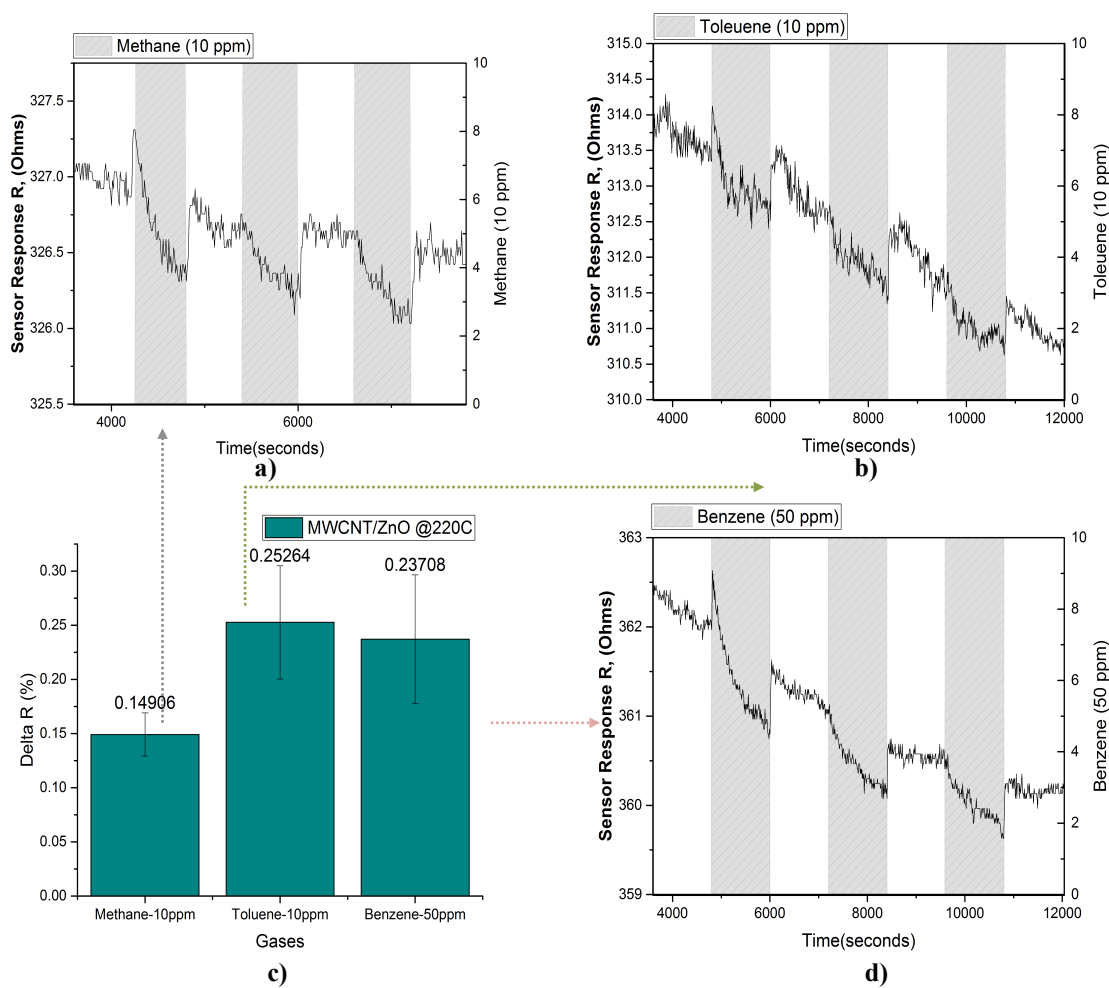 Methane (10 ppm)
327.5
327.0
326.5
326.0
325.5
Sensor Response R, (Ohms)
10
8
6
4
2
0
Methane (10 ppm)
4000
6000
Time(seconds)
a)
Toleuene (10 ppm)
315.0
314.5
314.0
313.5
313.0
312.5
312.0
311.5
311.0
310.5
310.0
Sensor Response R, (Ohms)
10
8
6
4
2
0
Toleuene (10 ppm)
4000
6000
8000
10000
12000
Time(seconds)
b)
MWCNT/ZnO @220C
0.30
0.25
0.20
0.15
0.10
0.05
0.00
Delta R (%)
0.14906
0.25264
0.23708
Methane-10ppm
Toluene-10ppm
Benzene-50ppm
Gases
c)
Benzene (50 ppm)
363
362
361
360
359
Sensor Response R, (Ohms)
10
8
6
4
2
0
Benzene (50 ppm)
4000
6000
8000
10000
12000
Time(seconds)
d)